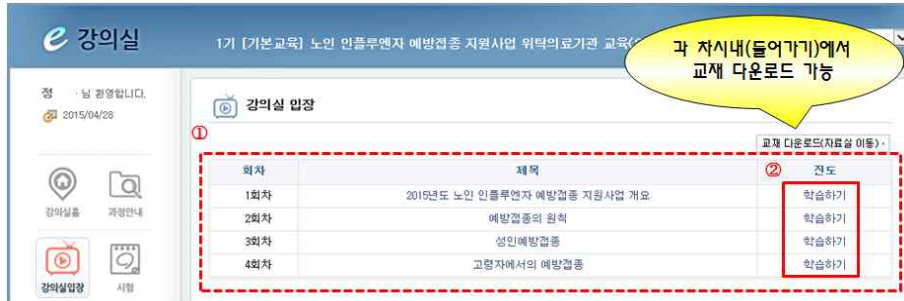 e 강의실
1기 [기본교육] 노인 인플루엔자 예방접종 지원사업 위탁의료기관 교육
각 차시내(들어가기)에서
교재 다운로드 가능
정 · 님 환영합니다.
2015/04/28
강의실 입장
①
교재 다운로드(자료실 이동)
회차 제목 ② 진도
1회차 2015년도 노인 인플루엔자 예방접종 지원사업 개요 학습하기
2회차 예방접종의 원칙 학습하기
3회차 성인예방접종 학습하기
4회차 고령자에서의 예방접종 학습하기
강의실홈 과정안내
강의실입장 시험